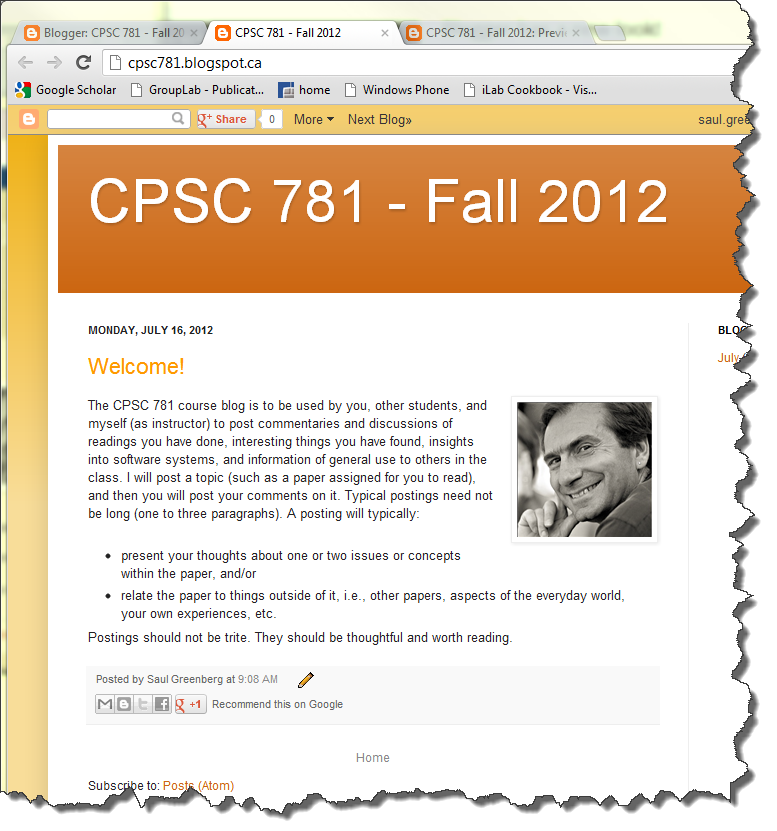 Blogger: CPSC 781 - Fall 20
CPSC 781 - Fall 2012
CPSC 781 - Fall 2012: Previ
cpsc781.blogspot.ca
Google Scholar
GroupLab - Publicat...
home
Windows Phone
iLab Cookbook - Vis...
g+ Share
0
More
Next Blog»
saul.gree
CPSC 781 - Fall 2012
MONDAY, JULY 16, 2012
Welcome!
The CPSC 781 course blog is to be used by you, other students, and
myself (as instructor) to post commentaries and discussions of
readings you have done, interesting things you have found, insights
into software systems, and information of general use to others in the
class. I will post a topic (such as a paper assigned for you to read),
and then you will post your comments on it. Typical postings need not
be long (one to three paragraphs). A posting will typically:
• present your thoughts about one or two issues or concepts
within the paper, and/or
• relate the paper to things outside of it, i.e., other papers, aspects of the everyday world,
your own experiences, etc.
Postings should not be trite. They should be thoughtful and worth reading.
Posted by Saul Greenberg at 9:08 AM
g +1
Recommend this on Google
Home
Subscribe to: Posts (Atom)
BLOG
July